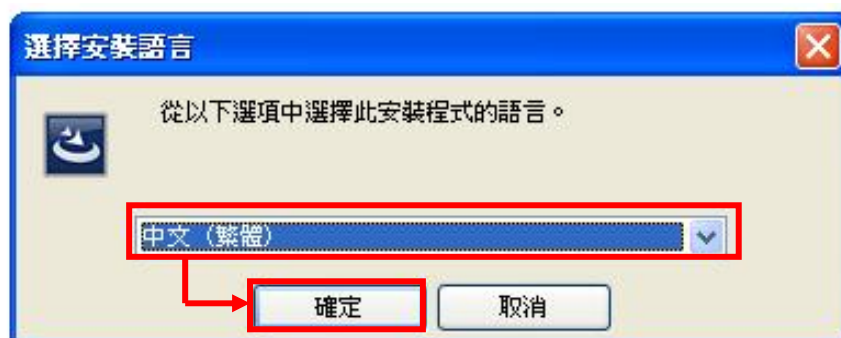 選擇安裝語言
從以下選項中選擇此安裝程式的語言。
中文 (繁體)
確定
取消